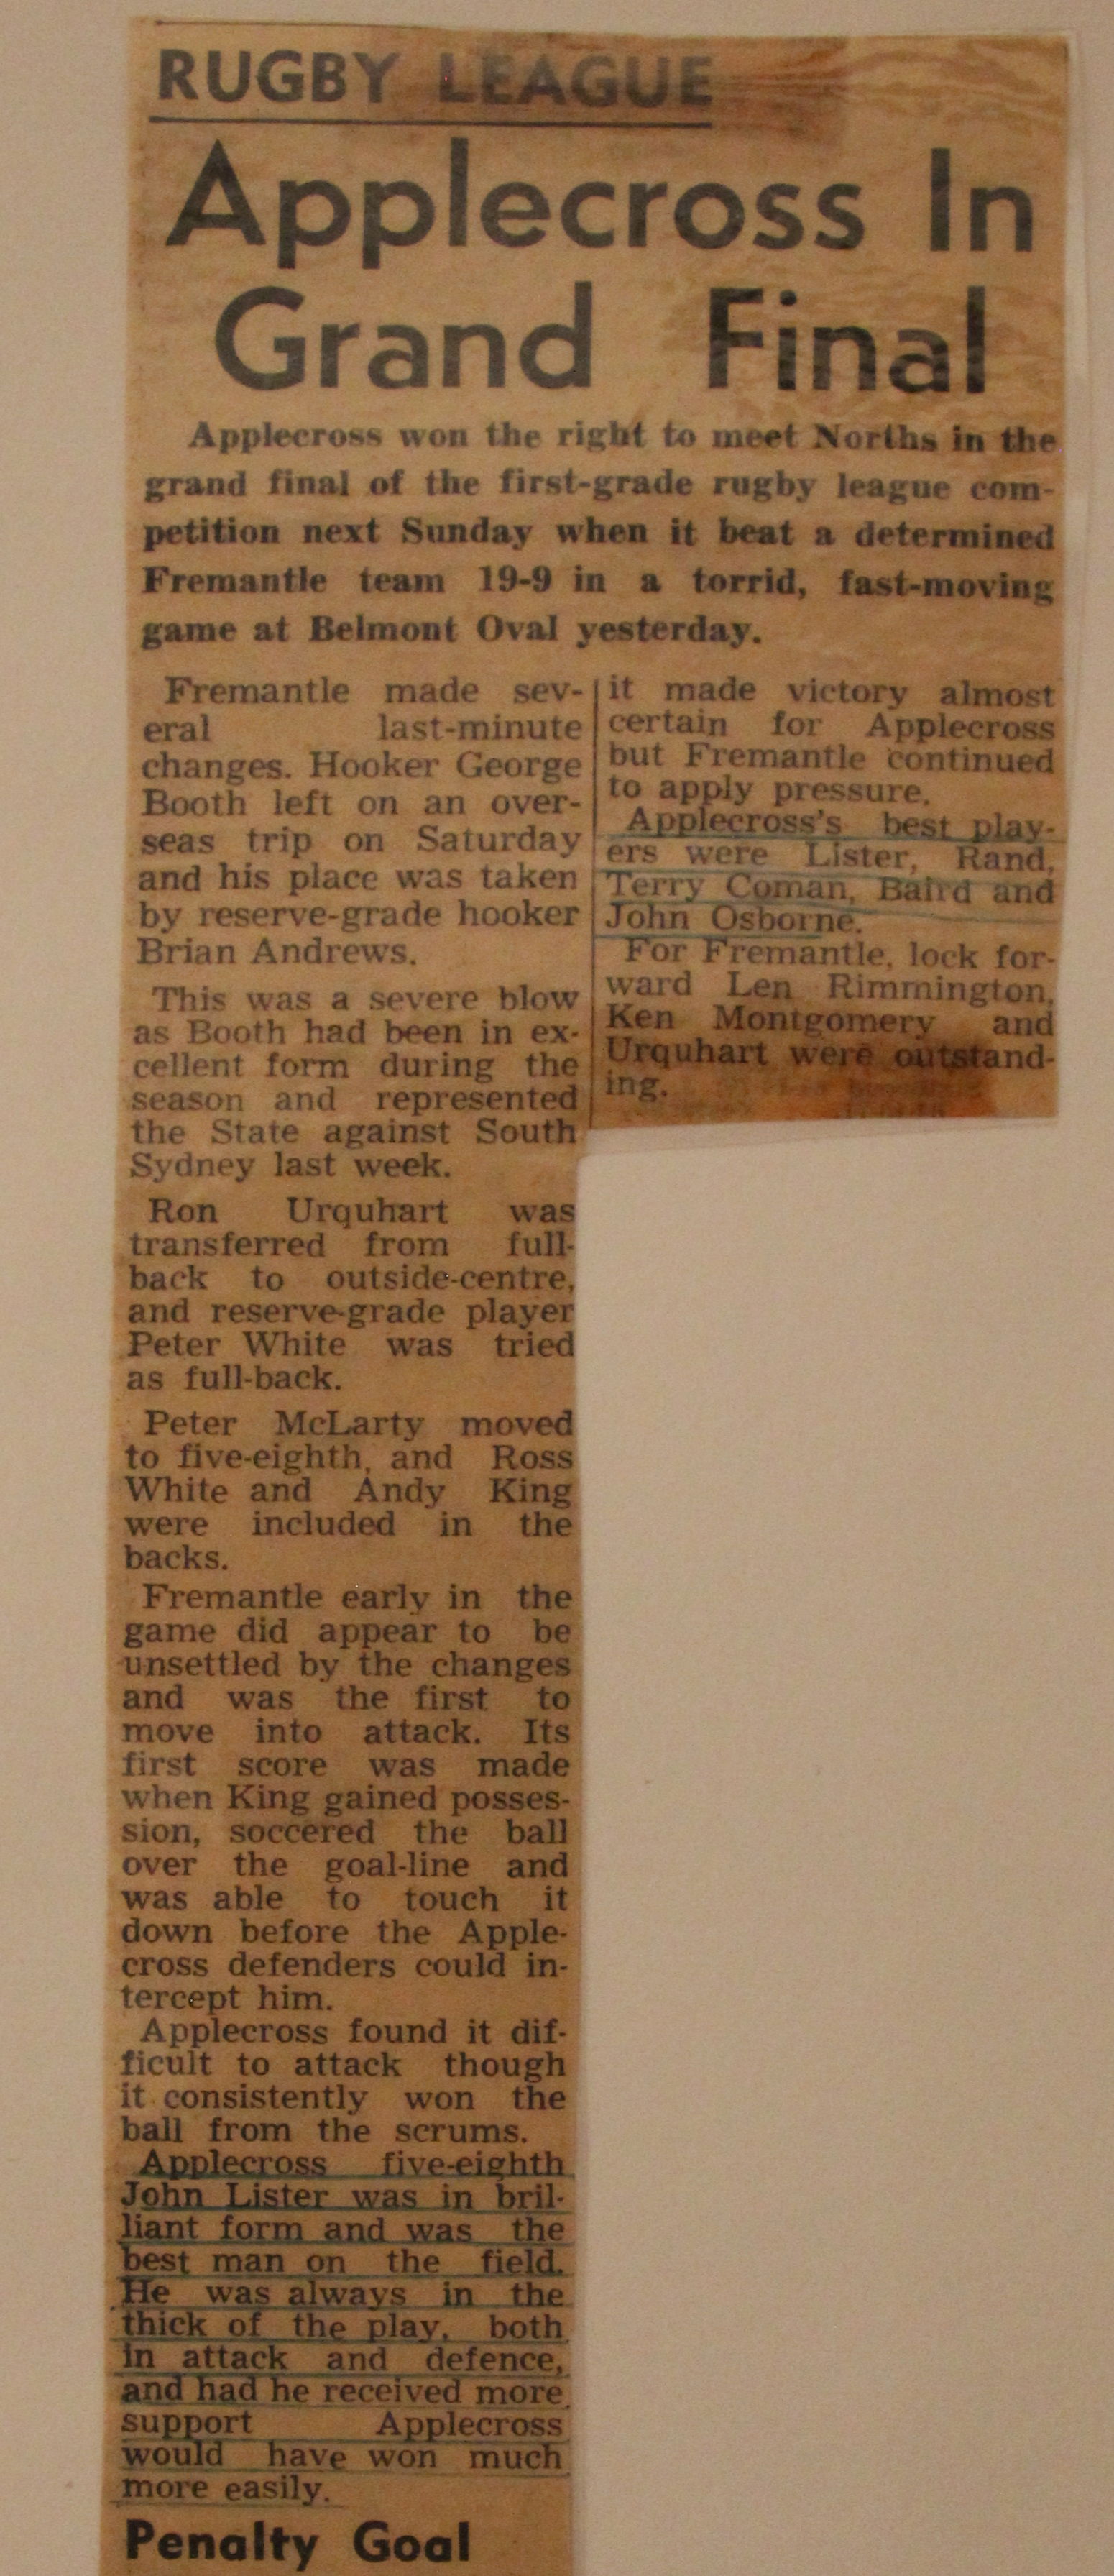 RUGBY LEAGUE
Applecross In
Grand Final
Applecross won the right to meet Norths in the
grand final of the first-grade rugby league com-
petition next Sunday when it beat a determined
Fremantle team 19-9 in a torrid, fast-moving
game at Belmont Oval yesterday.
Fremantle made sev-
eral last-minute
changes. Hooker George
Booth left on an over-
seas trip on Saturday
and his place was taken
by reserve-grade hooker
Brian Andrews.
This was a severe blow
as Booth had been in ex-
cellent form during the
season and represented
the State against South
Sydney last week.
Ron Urquhart was
transferred from full-
back to outside-centre,
and reserve-grade player
Peter White was tried
as full-back.
Peter McLarty moved
to five-eighth, and Ross
White and Andy King
were included in the
backs.
Fremantle early in the
game did appear to be
unsettled by the changes
and was the first to
move into attack. Its
first score was made
when King gained posses-
sion, soccered the ball
over the goal-line and
was able to touch it
down before the Apple-
cross defenders could in-
tercept him.
Applecross found it dif-
ficult to attack though
it consistently won the
ball from the scrums.
Applecross five-eighth
John Lister was in bril-
liant form and was the
best man on the field.
He was always in the
thick of the play, both
in attack and defence,
and had he received more
support Applecross
would have won much
more easily.
Penalty Goal
it made victory almost
certain for Applecross
but Fremantle continued
to apply pressure.
Applecross's best play-
ers were Lister, Rand,
Terry Coman, Baird and
John Osborne.
For Fremantle, lock for-
ward Len Rimmington,
Ken Montgomery and
Urquhart were outstand-
ing.